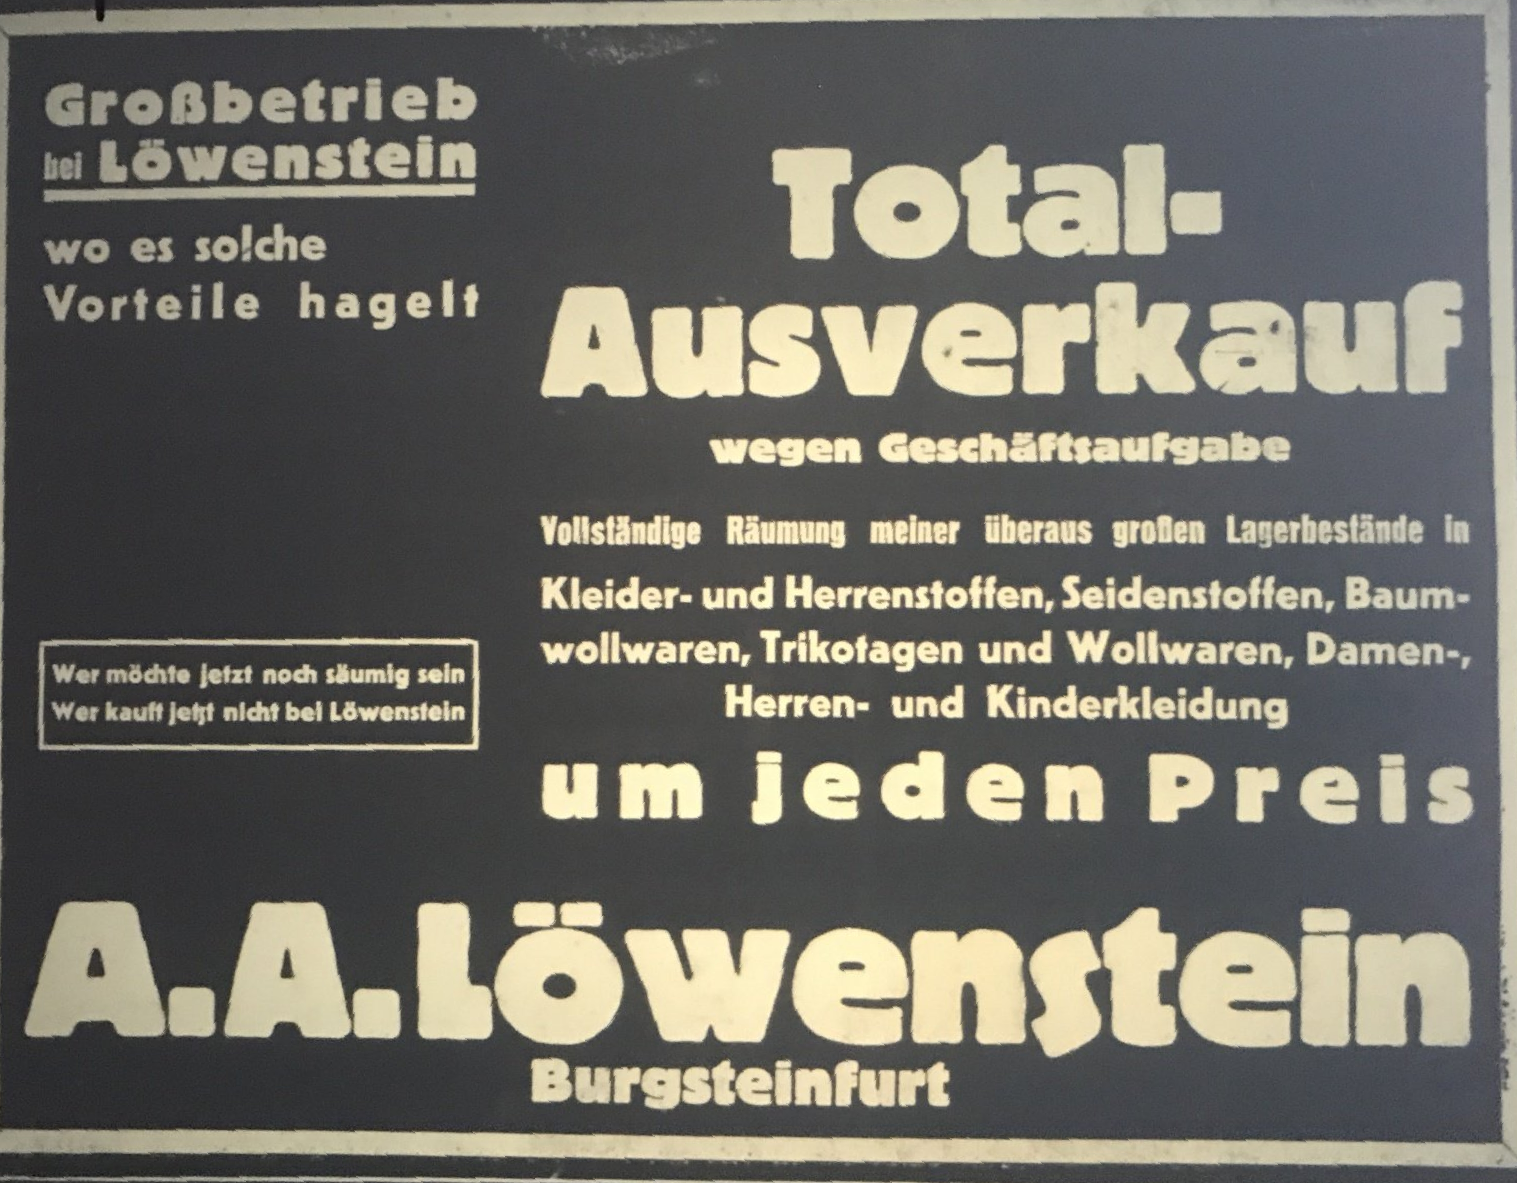 Großbetrieb
bei Löwenstein
wo es solche
Vorteile hagelt
Wer möchte jetzt noch säumig sein
Wer kauft jetzt nicht bei Löwenstein
Total-
Ausverkauf
wegen Geschäftsaufgabe
Vollständige Räumung meiner überaus großen Lagerbestände in
Kleider- und Herrenstoffen, Seidenstoffen, Baum-
wollwaren, Trikotagen und Wollwaren, Damen-,
Herren- und Kinderkleidung
um jeden Preis
A. A. Löwenstein
Burgsteinfurt